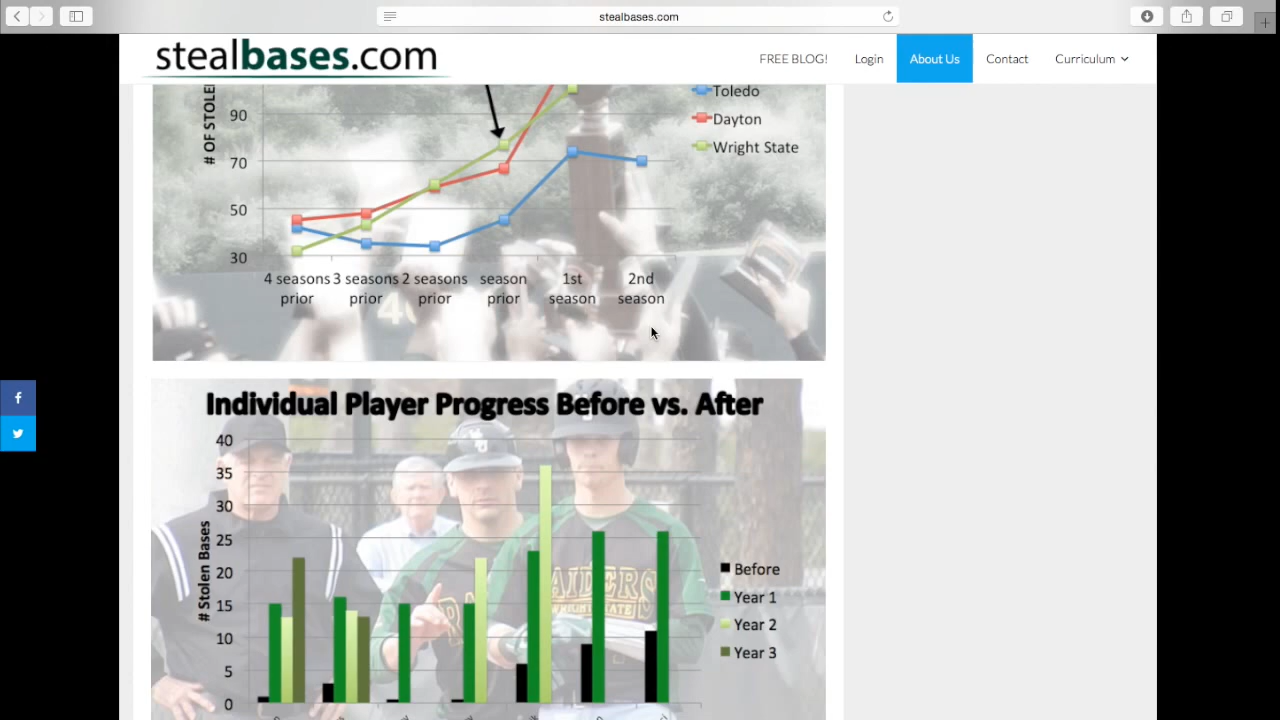 stealbases.com
stealbases.com
FREE BLOG!
Login
About Us
Contact
Curriculum
# OF STOLE
90
70
50
30
Toledo
Dayton
Wright State
4 seasons 3 seasons 2 seasons season 1st 2nd
prior prior prior prior season season
Individual Player Progress Before vs. After
# Stolen Bases
40
35
30
25
20
15
10
5
0
Before
Year 1
Year 2
Year 3
RAIDERS
WRIGHT STATE